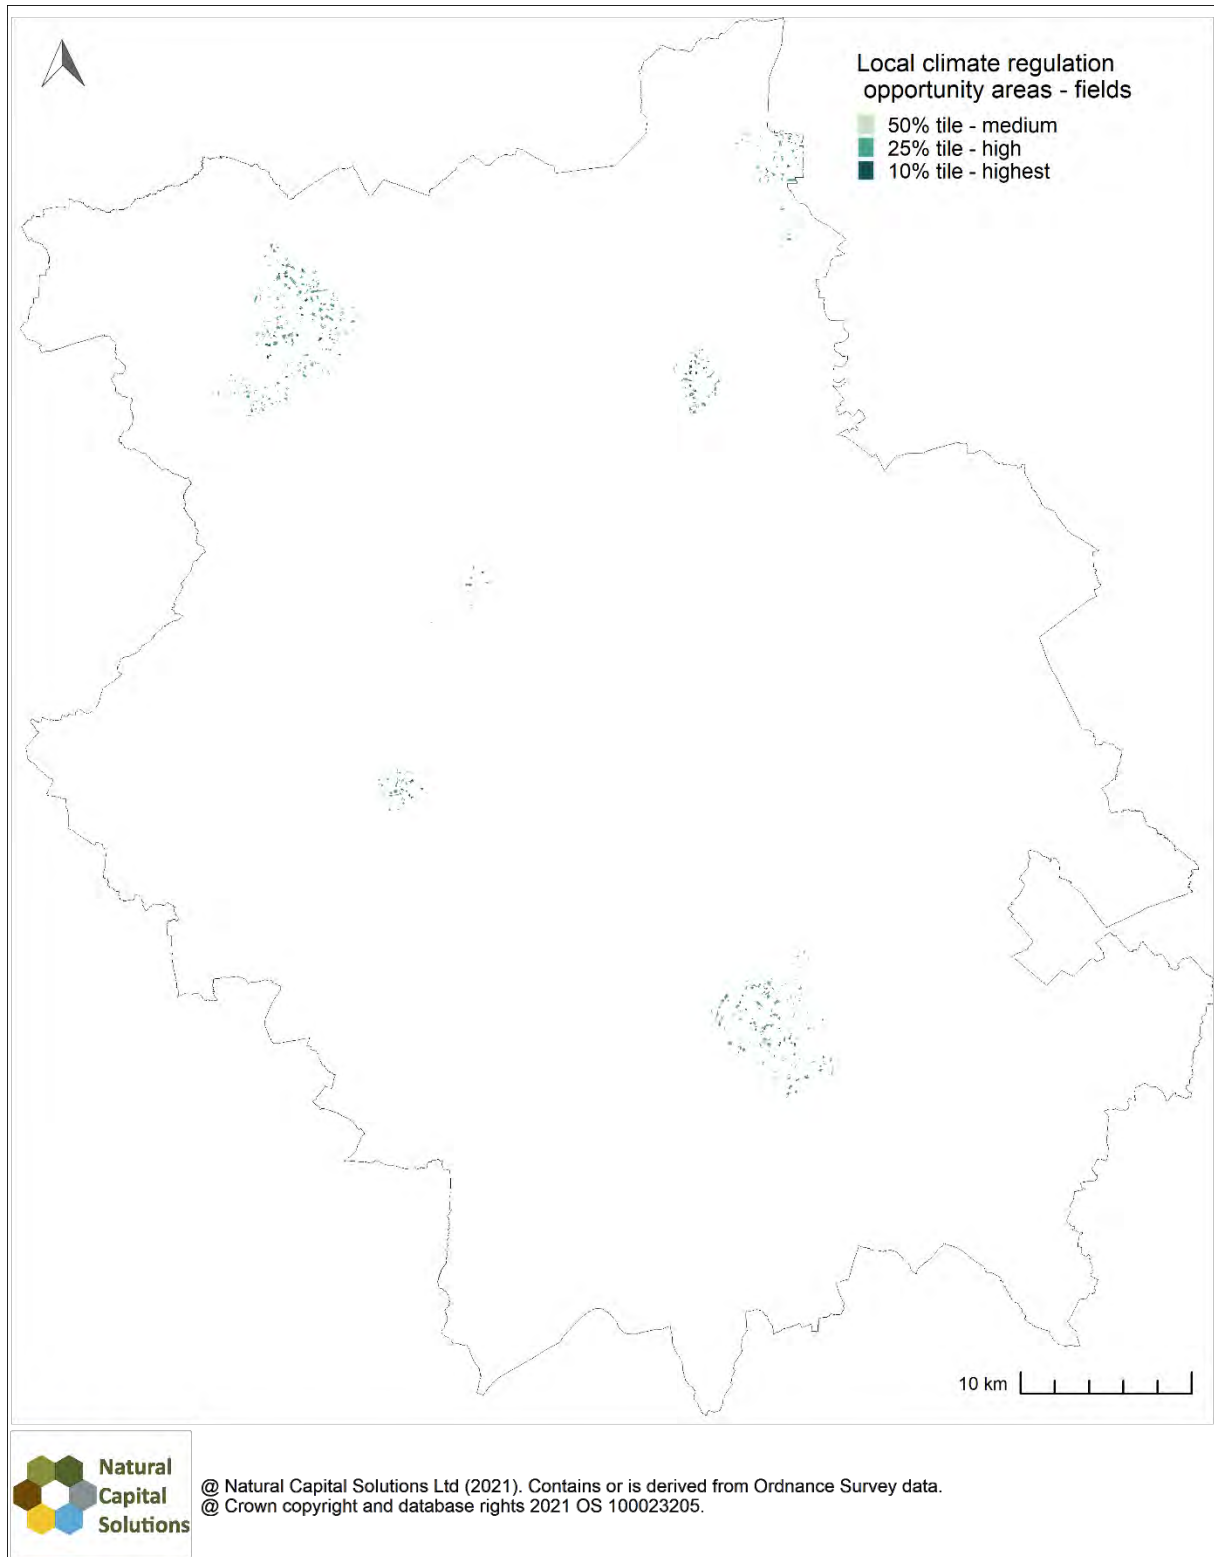 Local climate regulation
opportunity areas - fields
50% tile - medium
25% tile - high
10% tile - highest
10 km
Natural
Capital
Solutions
@ Natural Capital Solutions Ltd (2021). Contains or is derived from Ordnance Survey data.
@ Crown copyright and database rights 2021 OS 100023205.